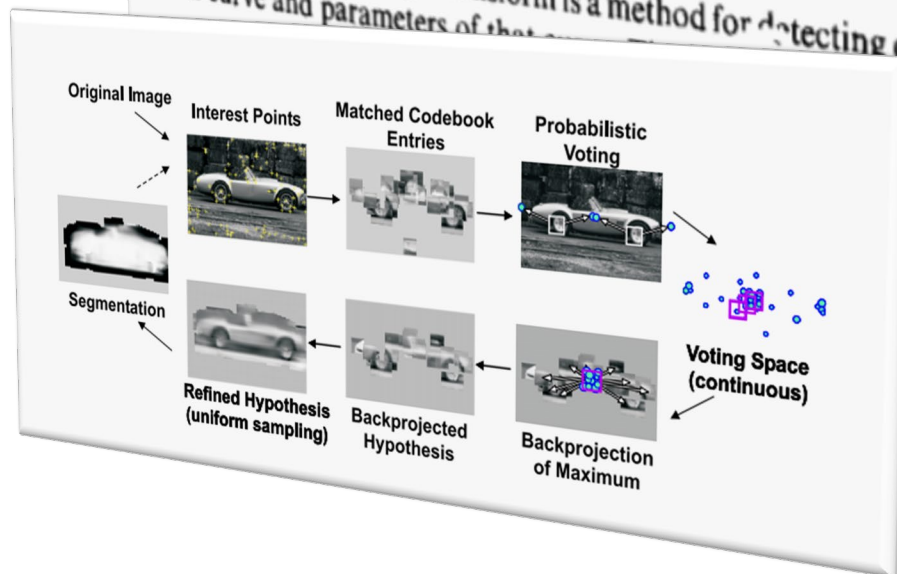 is a method for detecting
curve and parameters of that
Original Image
Interest Points
Matched Codebook
Entries
Probabilistic
Voting
Segmentation
Voting Space
(continuous)
Refined Hypothesis
(uniform sampling)
Backprojected
Hypothesis
Backprojection
of Maximum